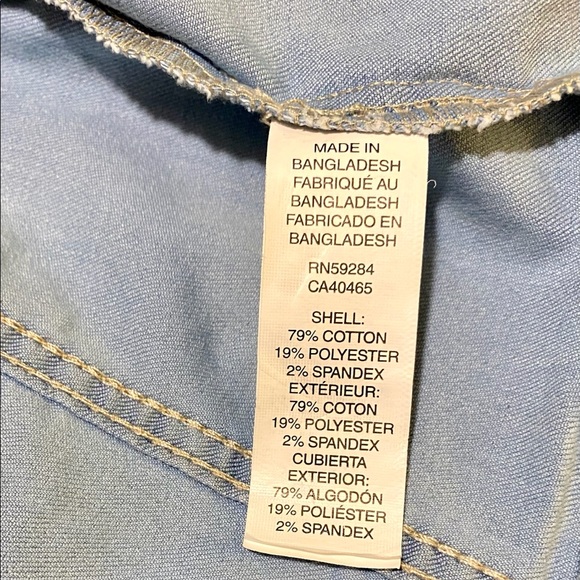 MADE IN
BANGLADESH
FABRIQUÉ AU
BANGLADESH
FABRICADO EN
BANGLADESH
RN59284
CA40465
SHELL:
79% COTTON
19% POLYESTER
2% SPANDEX
EXTÉRIEUR:
79% COTON
19% POLYESTER
2% SPANDEX
CUBIERTA
EXTERIOR:
79% ALGODÓN
19% POLIÉSTER
2% SPANDEX